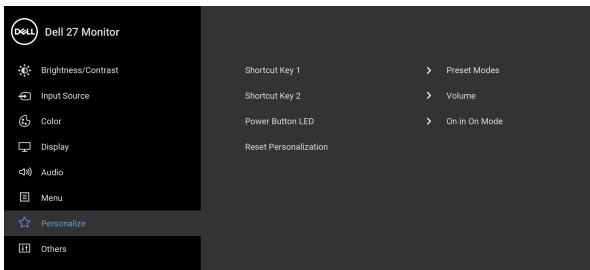 DELL Dell 27 Monitor
Brightness/Contrast
Input Source
Color
Display
Audio
Menu
Personalize
Others
Shortcut Key 1 > Preset Modes
Shortcut Key 2 > Volume
Power Button LED > On in On Mode
Reset Personalization